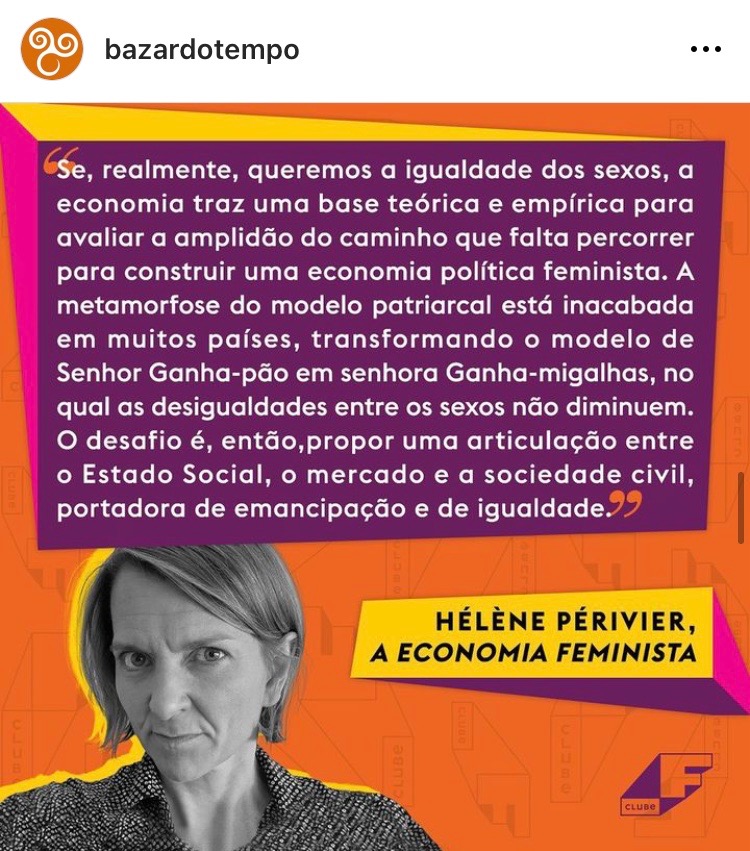 bazardotempo
“Se, realmente, queremos a igualdade dos sexos, a
economia traz uma base teórica e empírica para
avaliar a amplidão do caminho que falta percorrer
para construir uma economia política feminista. A
metamorfose do modelo patriarcal está inacabada
em muitos países, transformando o modelo de
Senhor Ganha-pão em senhora Ganha-migalhas, no
qual as desigualdades entre os sexos não diminuem.
O desafio é, então,propor uma articulação entre
o Estado Social, o mercado e a sociedade civil,
portadora de emancipação e de igualdade.”
HÉLÈNE PÉRIVIER,
A ECONOMIA FEMINISTA
CLUBE F